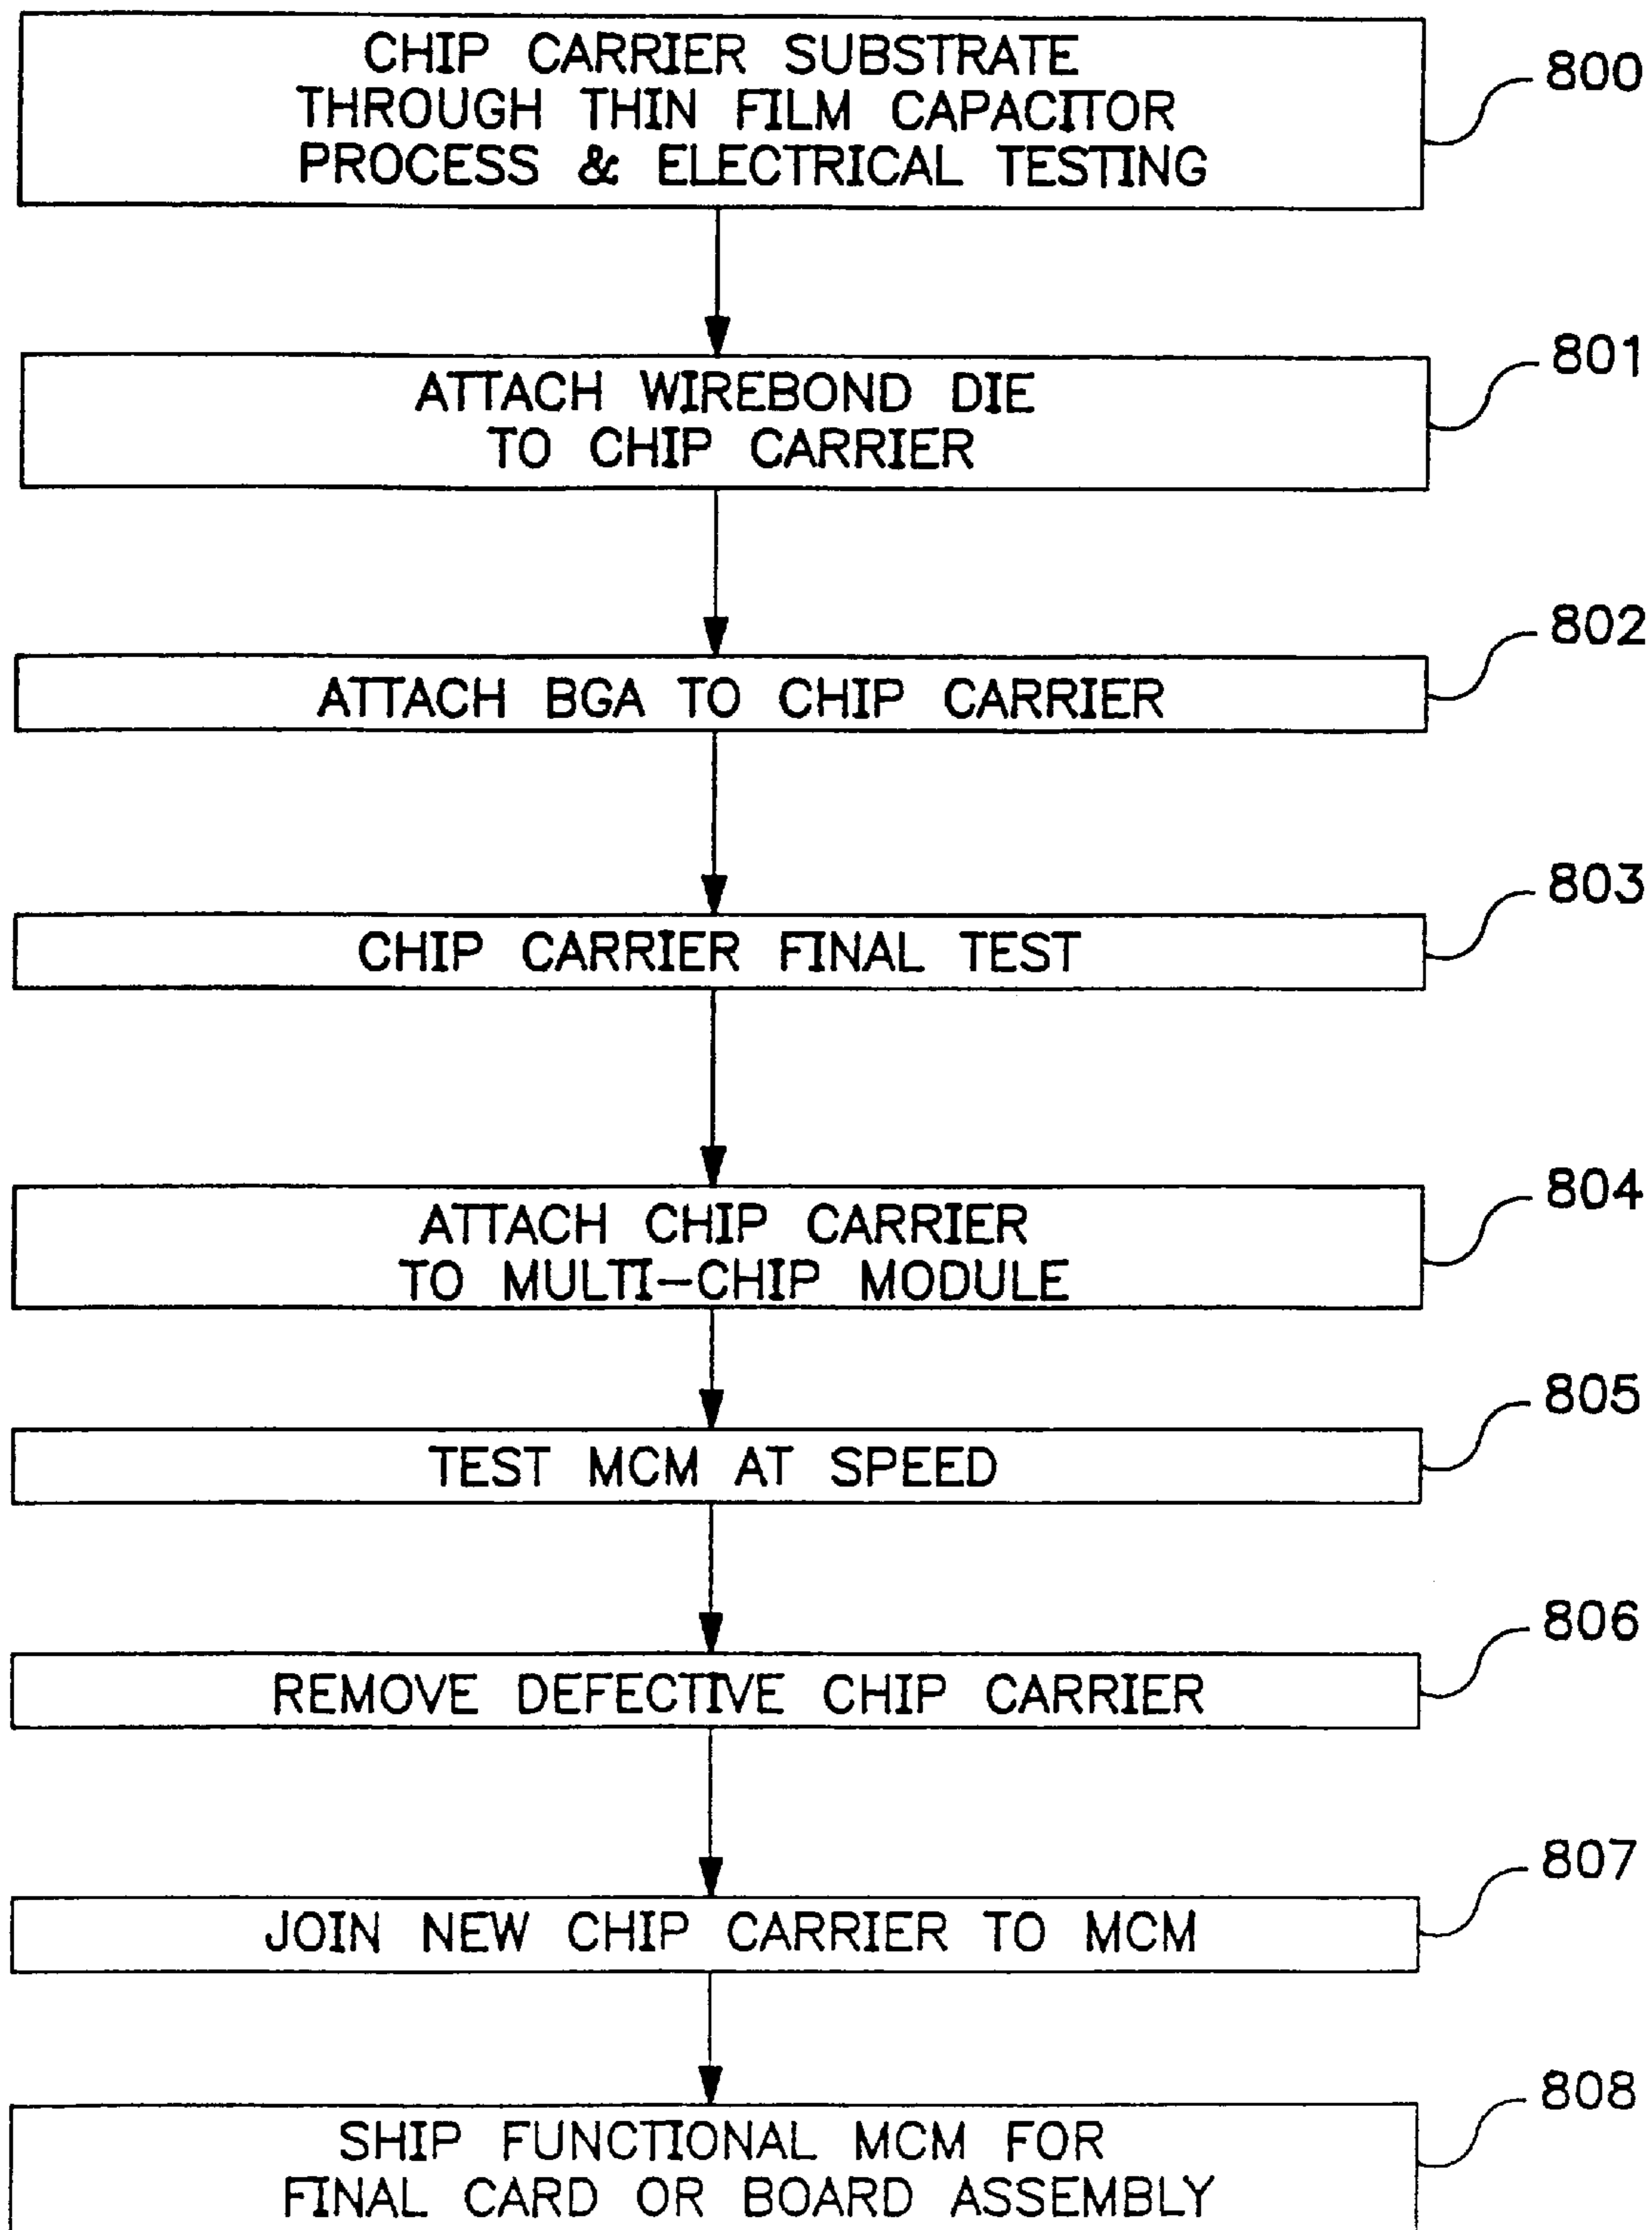 CHIP CARRIER SUBSTRATE
THROUGH THIN FILM CAPACITOR
PROCESS & ELECTRICAL TESTING
800
ATTACH WIREBOND DIE
TO CHIP CARRIER
801
ATTACH BGA TO CHIP CARRIER
802
CHIP CARRIER FINAL TEST
803
ATTACH CHIP CARRIER
TO MULTI-CHIP MODULE
804
TEST MCM AT SPEED
805
REMOVE DEFECTIVE CHIP CARRIER
806
JOIN NEW CHIP CARRIER TO MCM
807
SHIP FUNCTIONAL MCM FOR
FINAL CARD OR BOARD ASSEMBLY
808